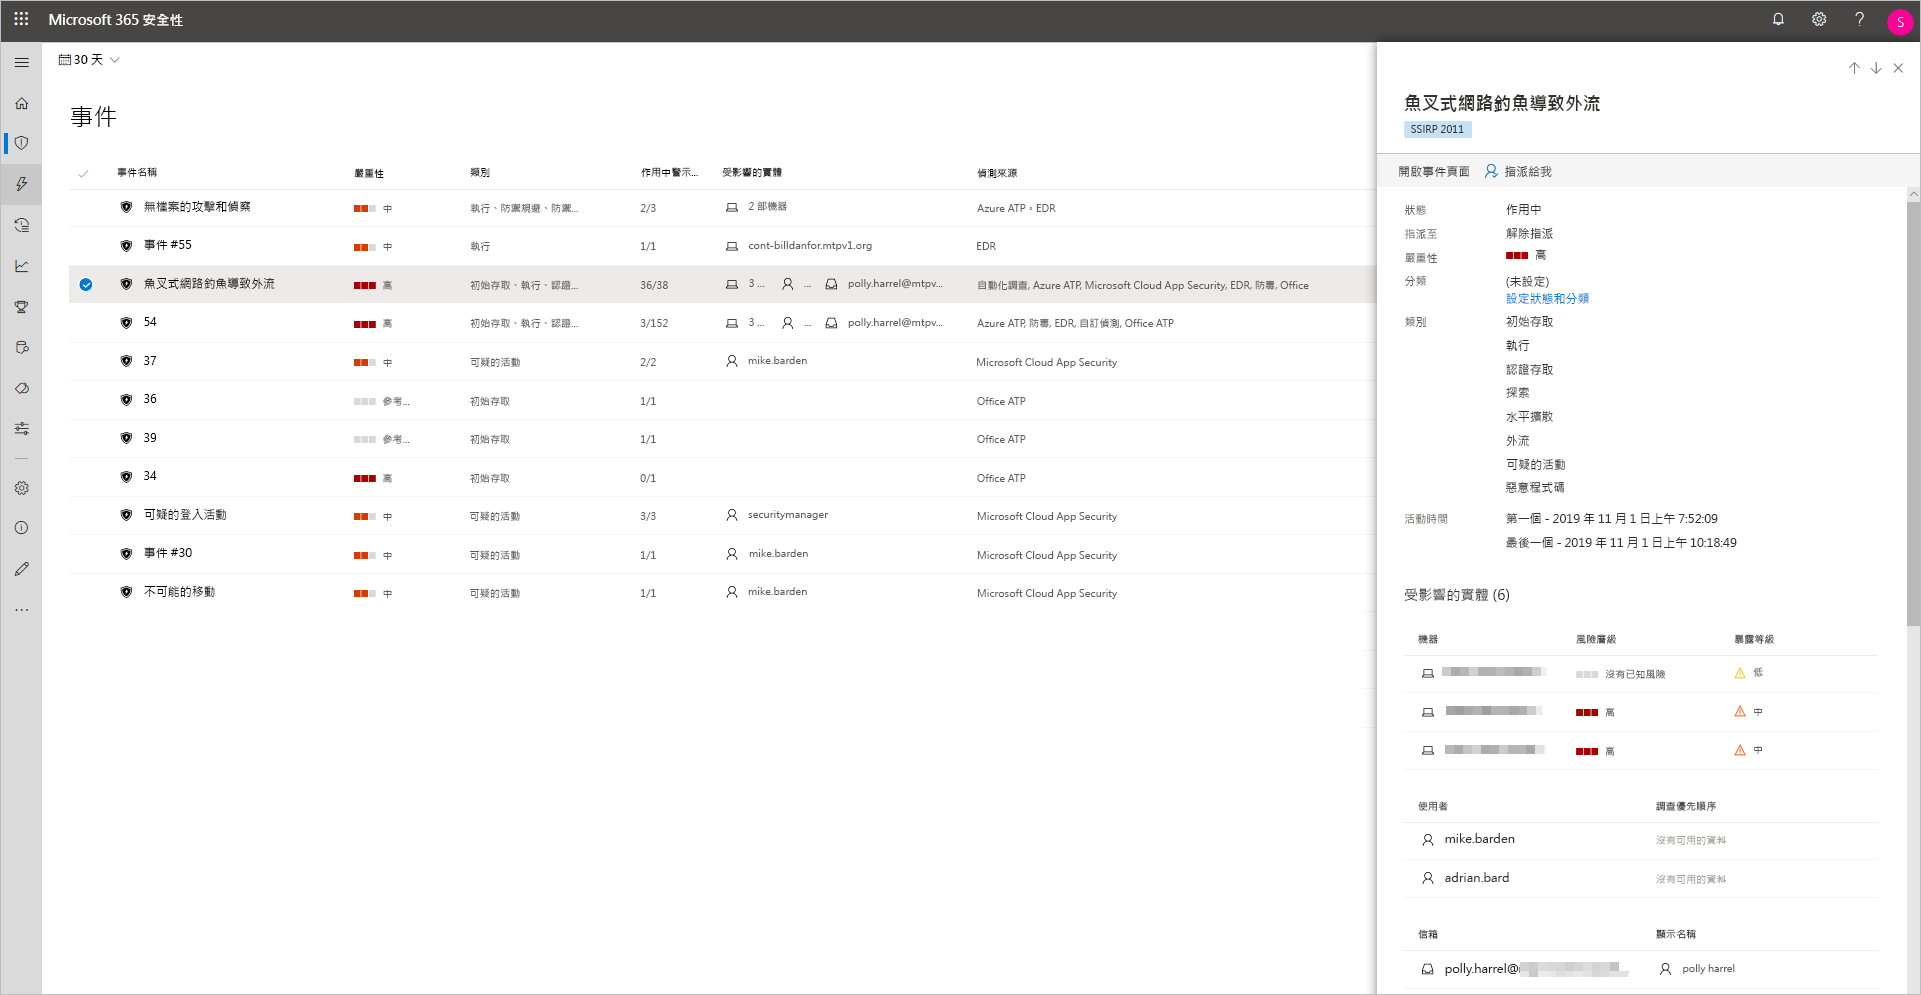 Microsoft 365 安全性
S
30 天
事件
事件名稱 嚴重性 類別 作用中警示... 受影響的實體 偵測來源
無檔案的攻擊和偵察 中 執行、防禦規避、防禦... 2/3 2 部機器 Azure ATP，EDR
事件 #55 中 執行 1/1 cont-billdanfor.mtpv1.org EDR
魚叉式網路釣魚導致外流 高 初始存取、執行、認證... 36/38 3 ... ... polly.harrel@mtpv... 自動化調查, Azure ATP, Microsoft Cloud App Security, EDR, 防毒, Office
54 高 初始存取、執行、認證... 3/152 3 ... ... polly.harrel@mtpv... Azure ATP, 防毒, EDR, 自訂偵測, Office ATP
37 中 可疑的活動 2/2 mike.barden Microsoft Cloud App Security
36 參考... 初始存取 1/1 Office ATP
39 參考... 初始存取 1/1 Office ATP
34 高 初始存取 0/1 Office ATP
可疑的登入活動 中 可疑的活動 3/3 securitymanager Microsoft Cloud App Security
事件 #30 中 可疑的活動 1/1 mike.barden Microsoft Cloud App Security
不可能的移動 中 可疑的活動 1/1 mike.barden Microsoft Cloud App Security
魚叉式網路釣魚導致外流
SSIRP 2011
開啟事件頁面 指派給我
狀態 作用中
指派至 解除指派
嚴重性 高
分類 (未設定)
設定狀態和分類
類別 初始存取
執行
認證存取
探索
水平擴散
外流
可疑的活動
惡意程式碼
活動時間 第一個 - 2019 年 11 月 1 日上午 7:52:09
最後一個 - 2019 年 11 月 1 日上午 10:18:49
受影響的實體 (6)
機器 風險層級 暴露等級
沒有已知風險 低
高 中
高 中
使用者 調查優先順序
mike.barden 沒有可用的資料
adrian.bard 沒有可用的資料
信箱 顯示名稱
polly.harrel@ polly harrel